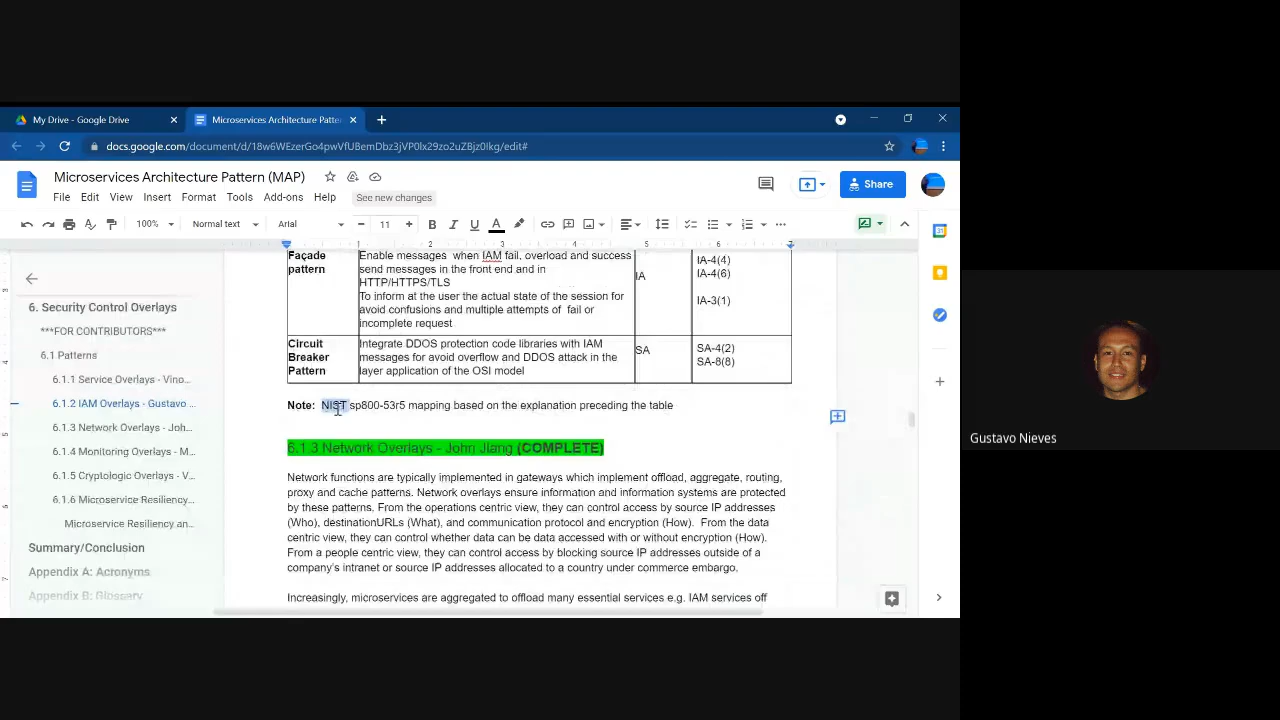 My Drive - Google Drive
Microservices Architecture Patte
docs.google.com/document/d/18w6WEzerGo4pwVfUBemDbz3jVP0lx29zo2uZBjz0Ikg/edit#
Microservices Architecture Pattern (MAP)
File Edit View Insert Format Tools Add-ons Help See new changes
Share
100% Normal text Arial 11 B I U A
1 2 3 4 5 6 7
6. Security Control Overlays
***FOR CONTRIBUTORS***
6.1 Patterns
6.1.1 Service Overlays - Vino...
6.1.2 IAM Overlays - Gustavo ...
6.1.3 Network Overlays - Joh...
6.1.4 Monitoring Overlays - M...
6.1.5 Cryptologic Overlays - V...
6.1.6 Microservice Resiliency...
Microservice Resiliency an...
Summary/Conclusion
Appendix A: Acronyms
Appendix B: Glossary
3
4
5
6
7
Façade
pattern
Enable messages when IAM fail, overload and success
send messages in the front end and in
HTTP/HTTPS/TLS
To inform at the user the actual state of the session for
avoid confusions and multiple attempts of fail or
incomplete request
IA
IA-4(4)
IA-4(6)
IA-3(1)
Circuit
Breaker
Pattern
Integrate DDOS protection code libraries with IAM
messages for avoid overflow and DDOS attack in the
layer application of the OSI model
SA
SA-4(2)
SA-8(8)
Note: NIST sp800-53r5 mapping based on the explanation preceding the table
6.1.3 Network Overlays - John Jiang (COMPLETE)
Network functions are typically implemented in gateways which implement offload, aggregate, routing,
proxy and cache patterns. Network overlays ensure information and information systems are protected
by these patterns. From the operations centric view, they can control access by source IP addresses
(Who), destinationURLs (What), and communication protocol and encryption (How). From the data
centric view, they can control whether data can be data accessed with or without encryption (How).
From a people centric view, they can control access by blocking source IP addresses outside of a
company's intranet or source IP addresses allocated to a country under commerce embargo.
Increasingly, microservices are aggregated to offload many essential services e.g. IAM services off
31
Gustavo Nieves